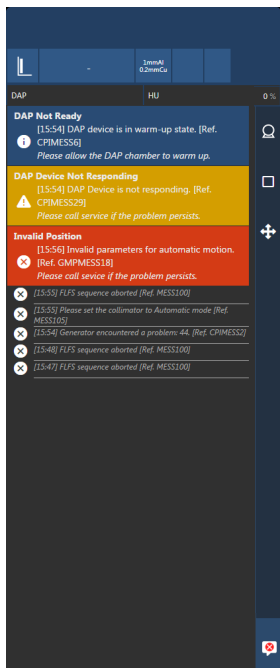 -
1mmAl
0.2mmCu
DAP HU 0 %
DAP Not Ready
[15:54] DAP device is in warm-up state. [Ref.
CPIMESS6]
Please allow the DAP chamber to warm up.
DAP Device Not Responding
[15:54] DAP Device is not responding. [Ref.
CPIMESS29]
Please call service if the problem persists.
Invalid Position
[15:56] Invalid parameters for automatic motion.
[Ref. GMPMESS18]
Please call sevice if the problem persists.
[15:55] FLFS sequence aborted [Ref. MESS100]
[15:55] Please set the collimator to Automatic mode [Ref.
MESS105]
[15:54] Generator encountered a problem: 44. [Ref. CPIMESS2]
[15:48] FLFS sequence aborted [Ref. MESS100]
[15:47] FLFS sequence aborted [Ref. MESS100]